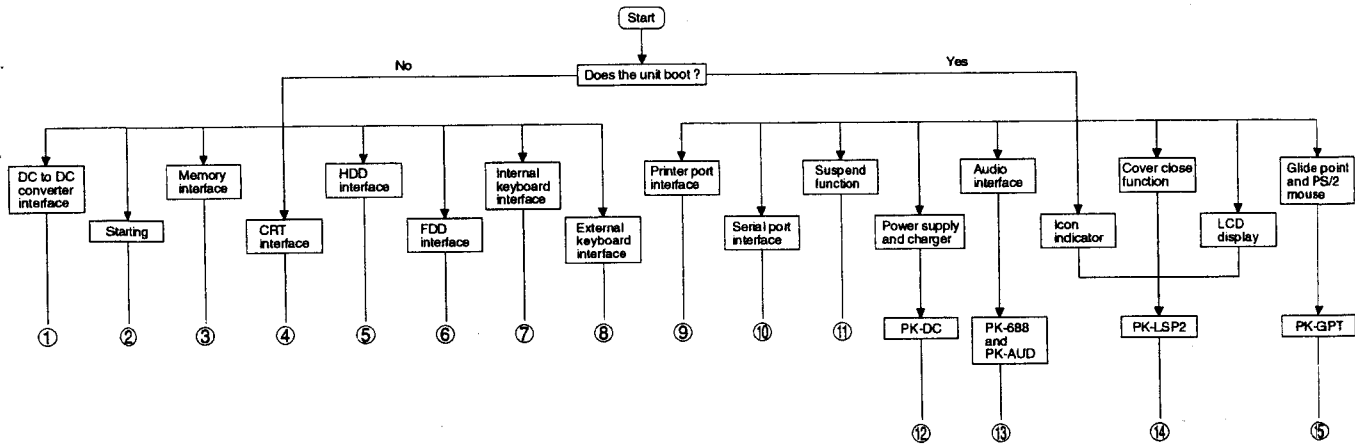 Start
Does the unit boot ?
No
Yes
DC to DC
converter
interface
Starting
Memory
interface
CRT
interface
HDD
interface
FDD
interface
Internal
keyboard
interface
External
keyboard
interface
Printer port
interface
Serial port
interface
Suspend
function
Power supply
and charger
Audio
interface
Icon
indicator
Cover close
function
LCD
display
Glide point
and PS/2
mouse
PK-DC
PK-688
and
PK-AUD
PK-LSP2
PK-GPT
①
②
③
④
⑤
⑥
⑦
⑧
⑨
⑩
⑪
⑫
⑬
⑭
⑮